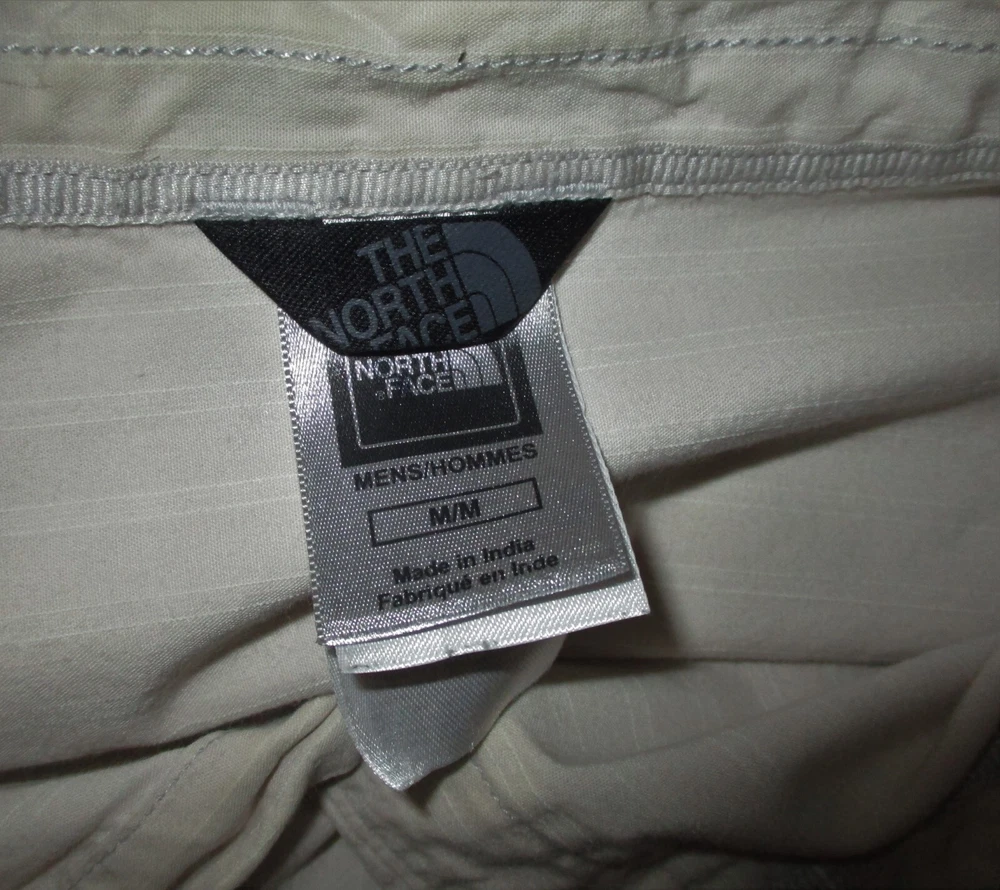 THE
NORTH
FACE
NORTH
FACE
MENS/HOMMES
M/M
Made in India
Fabriqué en Inde